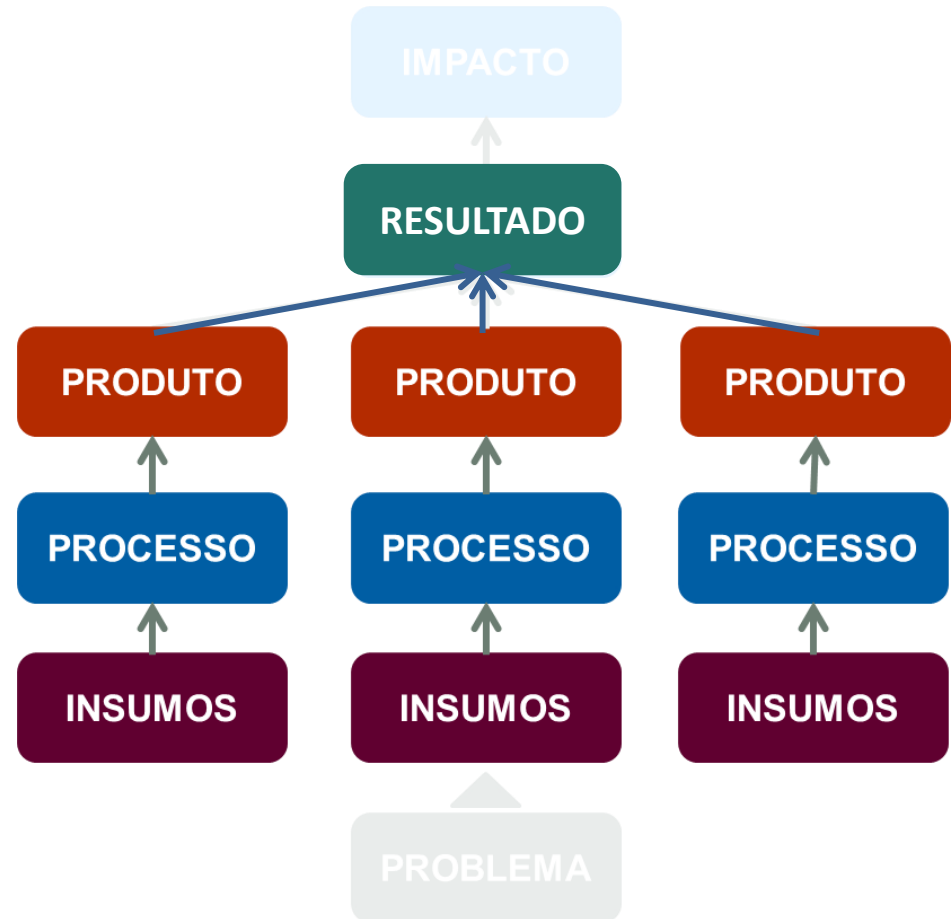 IMPACTO
RESULTADO
PRODUTO PRODUTO PRODUTO
PROCESSO PROCESSO PROCESSO
INSUMOS INSUMOS INSUMOS
PROBLEMA